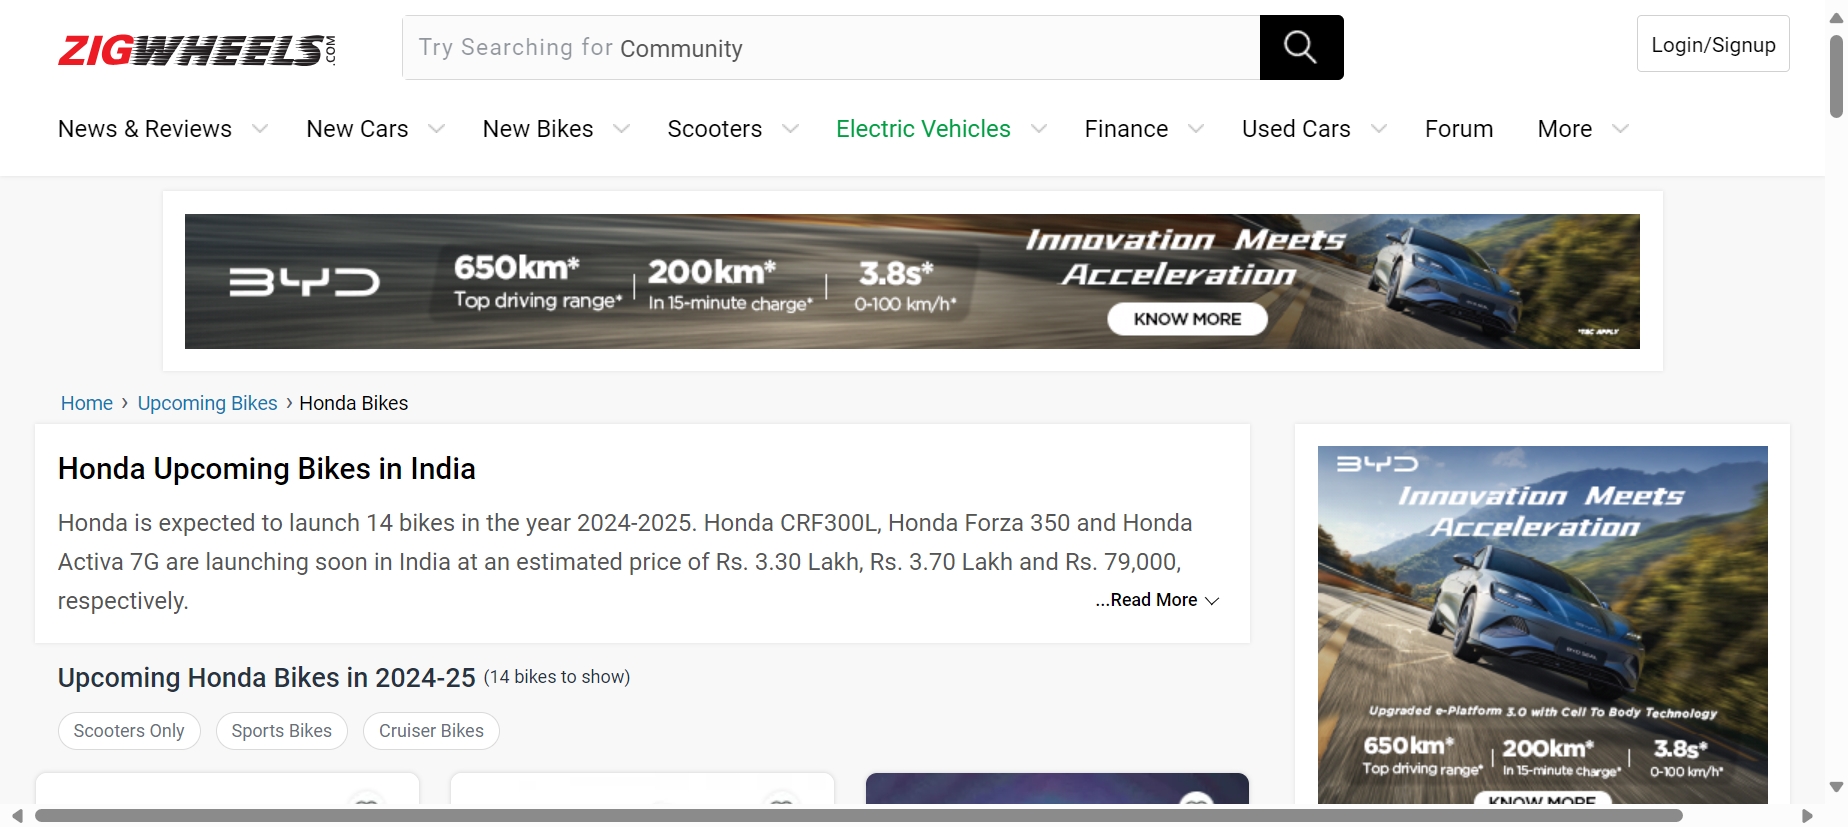 ZIGWHEELS.COM
Try Searching for Community
Login/Signup
News & Reviews
New Cars
New Bikes
Scooters
Electric Vehicles
Finance
Used Cars
Forum
More
BYD
650km*
Top driving range*
200km*
In 15-minute charge*
3.8s*
0-100 km/h*
Innovation Meets
Acceleration
KNOW MORE
*T&C APPLY
Home › Upcoming Bikes › Honda Bikes
Honda Upcoming Bikes in India
Honda is expected to launch 14 bikes in the year 2024-2025. Honda CRF300L, Honda Forza 350 and Honda
Activa 7G are launching soon in India at an estimated price of Rs. 3.30 Lakh, Rs. 3.70 Lakh and Rs. 79,000,
respectively.
...Read More
Upcoming Honda Bikes in 2024-25 (14 bikes to show)
Scooters Only
Sports Bikes
Cruiser Bikes
BYD
Innovation Meets
Acceleration
BYD SEAL
Upgraded e-Platform 3.0 with Cell To Body Technology
650km*
Top driving range*
200km*
In 15-minute charge*
3.8s*
0-100 km/h*
KNOW MORE